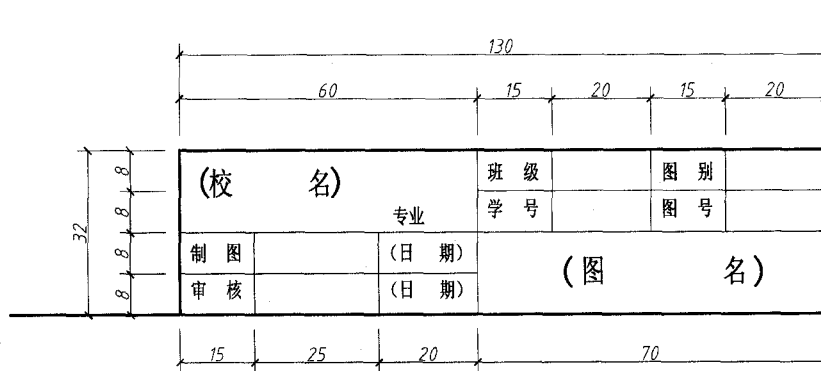 130
60 15 20 15 20
(校 名) 班 级 图 别
专业 学 号 图 号
制 图 (日 期) (图 名)
审 核 (日 期)
32 8 8 8 8
15 25 20 70